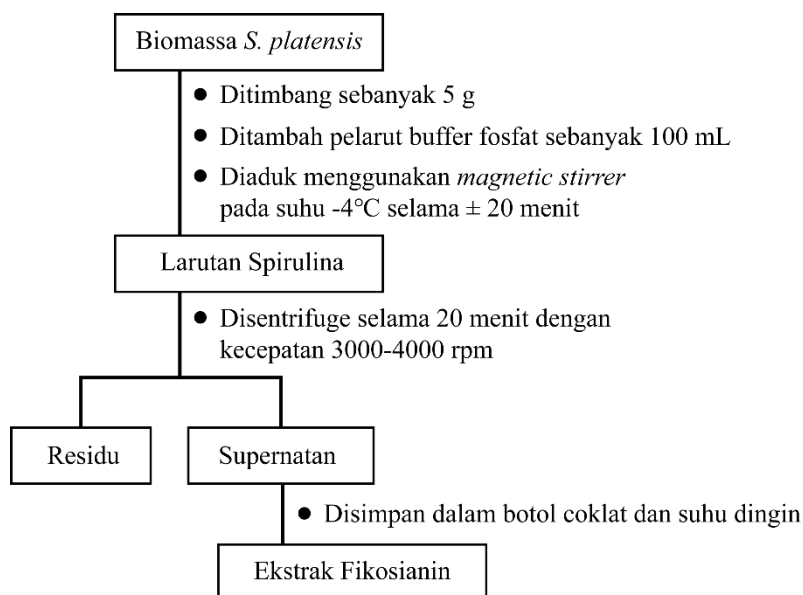 Biomassa S. platensis
● Ditimbang sebanyak 5 g
● Ditambah pelarut buffer fosfat sebanyak 100 mL
● Diaduk menggunakan magnetic stirrer
pada suhu -4°C selama ± 20 menit
Larutan Spirulina
● Disentrifuge selama 20 menit dengan
kecepatan 3000-4000 rpm
Residu
Supernatan
● Disimpan dalam botol coklat dan suhu dingin
Ekstrak Fikosianin